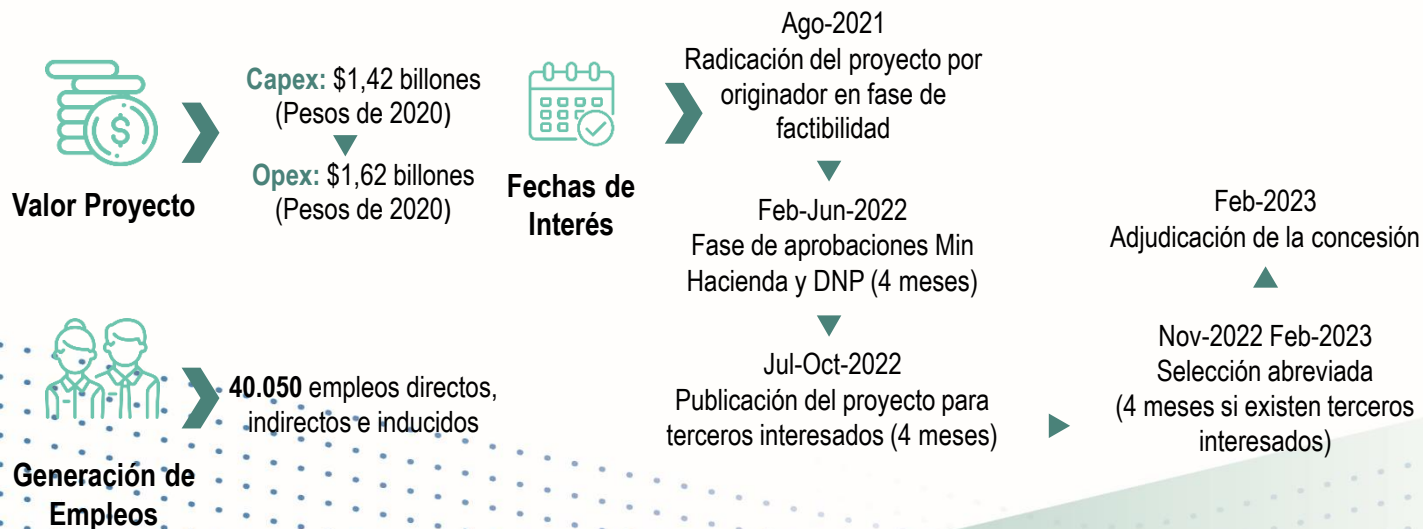 Valor Proyecto
Capex: $1,42 billones
(Pesos de 2020)
Opex: $1,62 billones
(Pesos de 2020)
Fechas de
Interés
Ago-2021
Radicación del proyecto por
originador en fase de
factibilidad
Feb-Jun-2022
Fase de aprobaciones Min
Hacienda y DNP (4 meses)
Jul-Oct-2022
Publicación del proyecto para
terceros interesados (4 meses)
Nov-2022 Feb-2023
Selección abreviada
(4 meses si existen terceros
interesados)
Feb-2023
Adjudicación de la concesión
Generación de
Empleos
40.050 empleos directos,
indirectos e inducidos